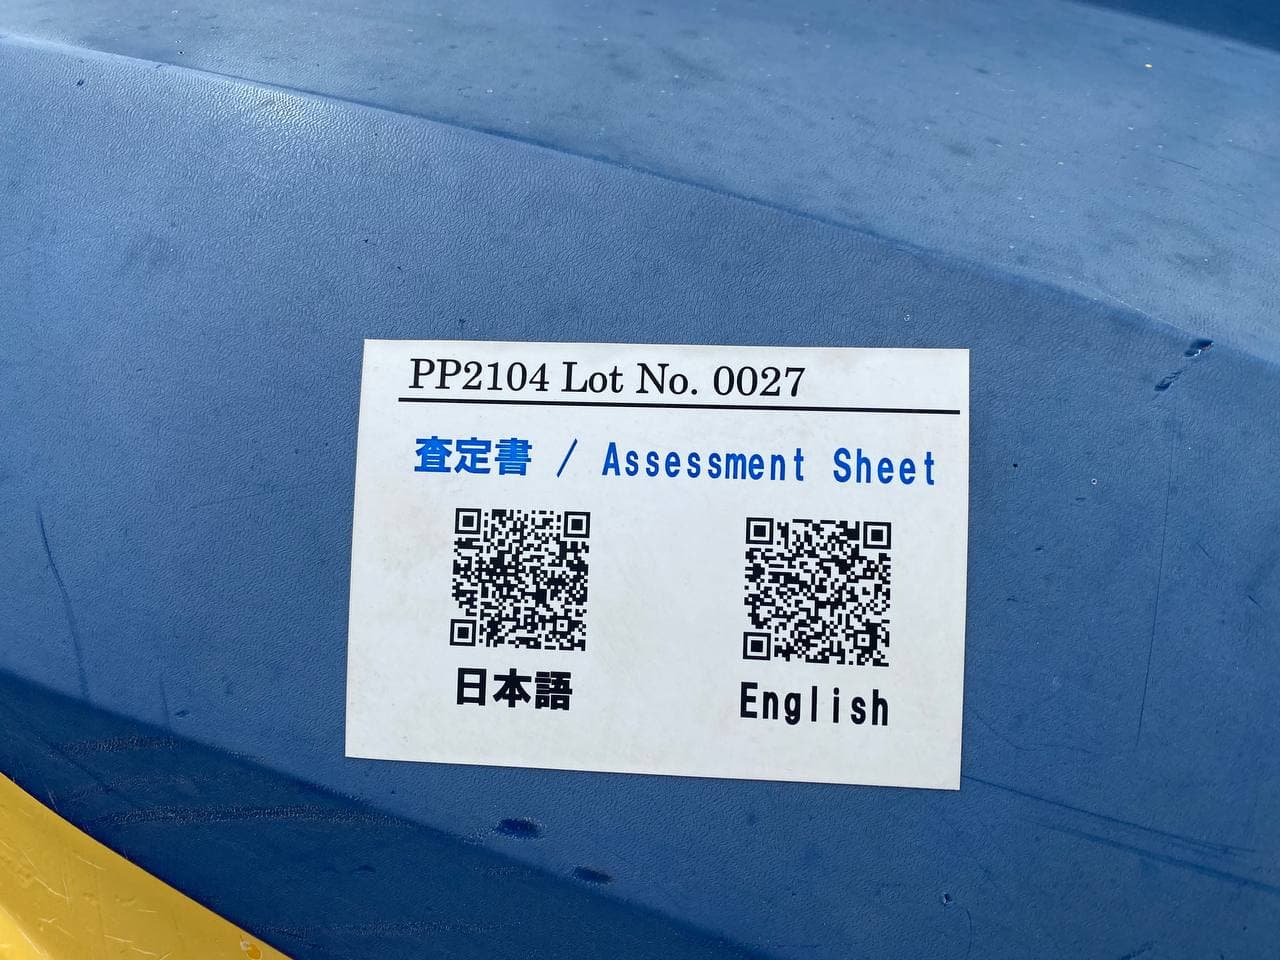 PP2104 Lot No. 0027
査定書 / Assessment Sheet
日本語
English